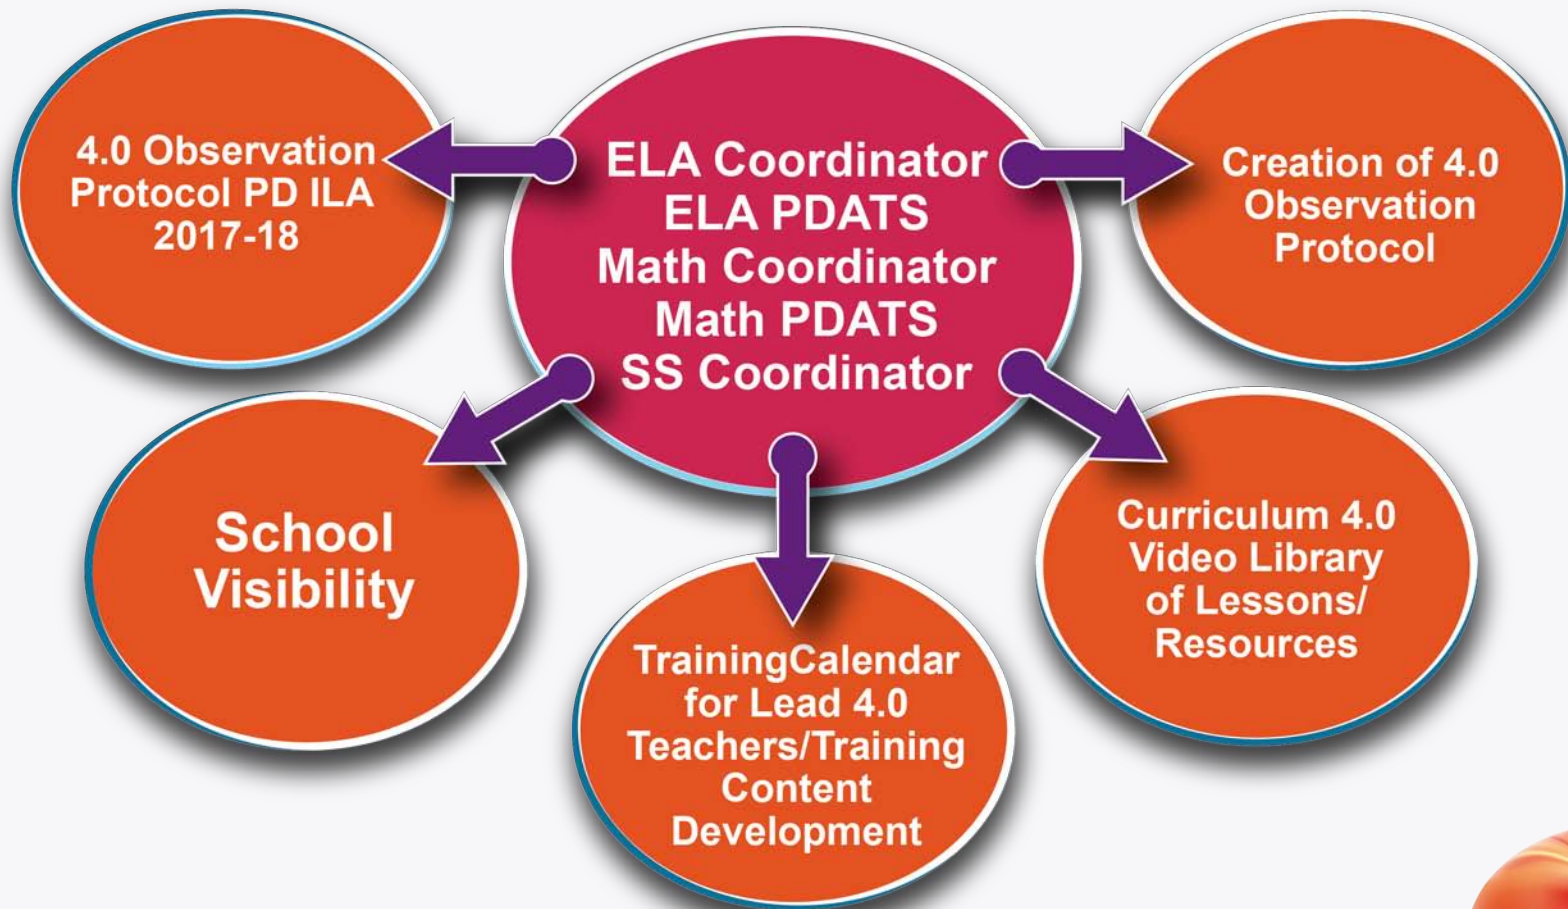 4.0 Observation
Protocol PD ILA
2017-18
ELA Coordinator
ELA PDATS
Math Coordinator
Math PDATS
SS Coordinator
Creation of 4.0
Observation
Protocol
School
Visibility
TrainingCalendar
for Lead 4.0
Teachers/Training
Content
Development
Curriculum 4.0
Video Library
of Lessons/
Resources